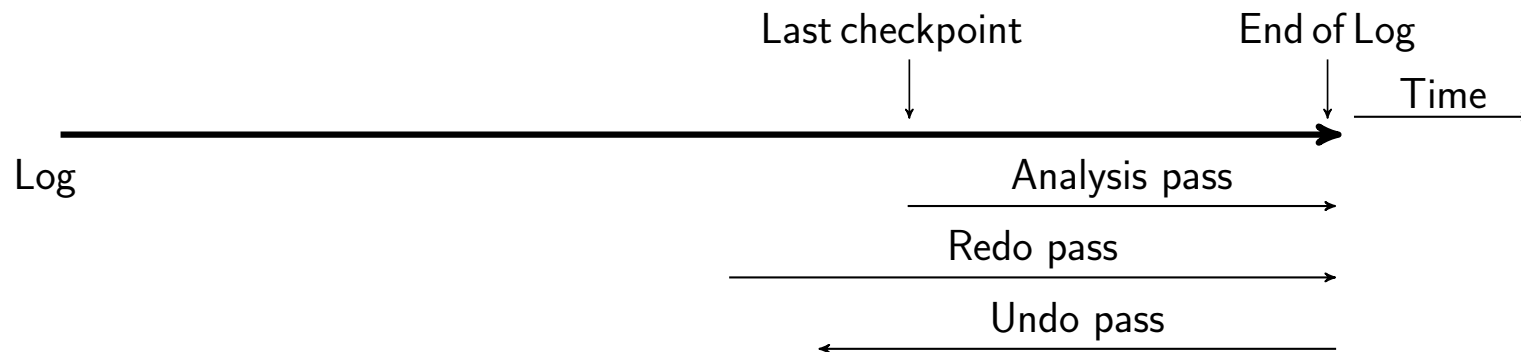 Last checkpoint
End of Log
Time
Log
Analysis pass
Redo pass
Undo pass